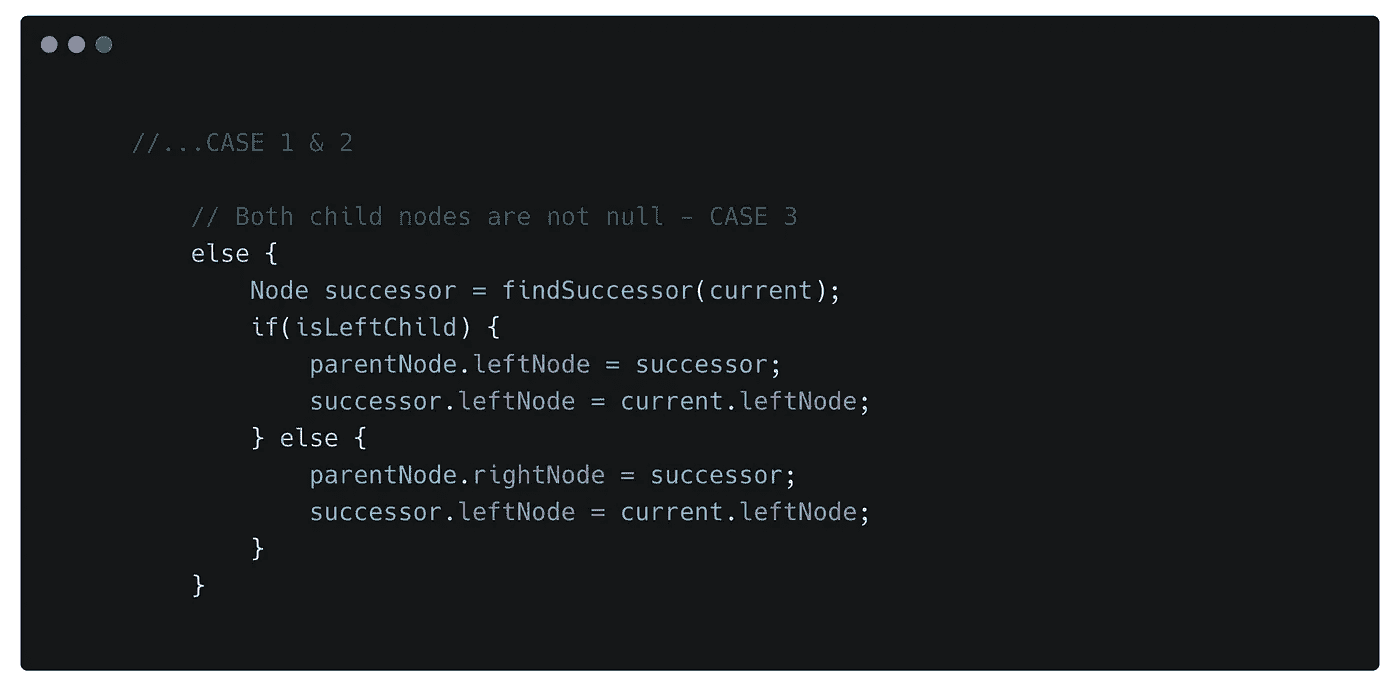 //...CASE 1 & 2
// Both child nodes are not null - CASE 3
else {
Node successor = findSuccessor(current);
if(isLeftChild) {
parentNode.leftNode = successor;
successor.leftNode = current.leftNode;
} else {
parentNode.rightNode = successor;
successor.leftNode = current.leftNode;
}
}